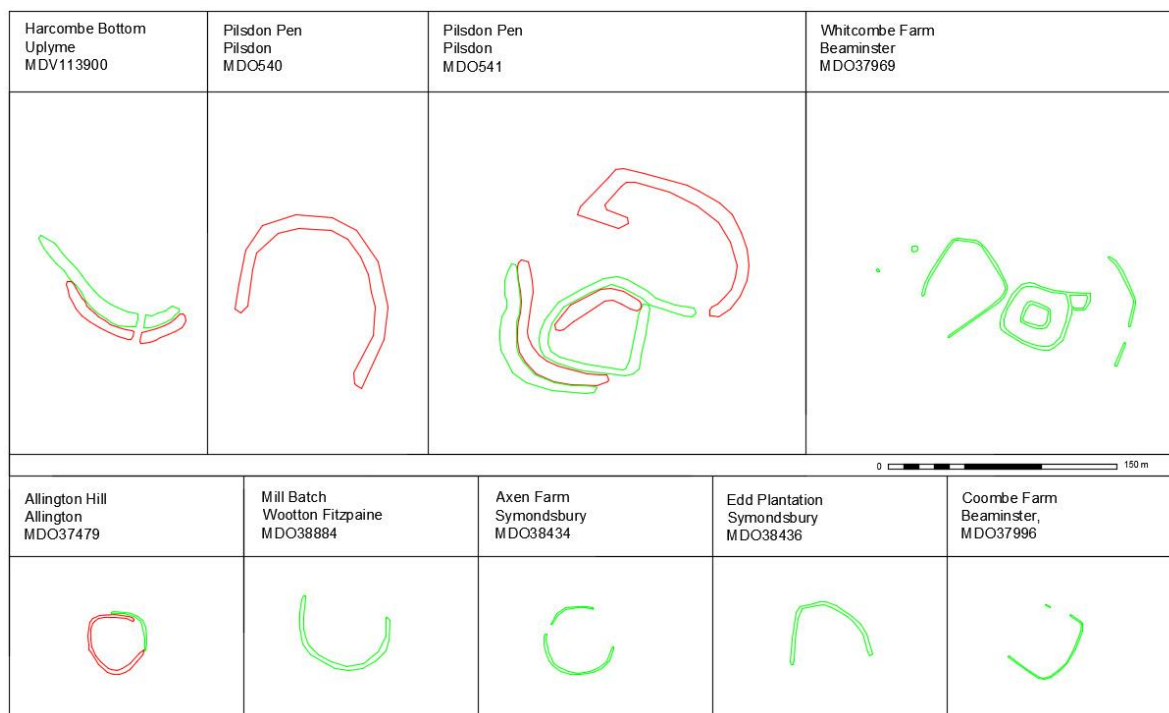 Harcombe Bottom
Uplyme
MDV113900
Pilsdon Pen
Pilsdon
MDO540
Pilsdon Pen
Pilsdon
MDO541
Whitcombe Farm
Beaminster
MDO37969
0 150 m
Allington Hill
Allington
MDO37479
Mill Batch
Wootton Fitzpaine
MDO38884
Axen Farm
Symondsbury
MDO38434
Edd Plantation
Symondsbury
MDO38436
Coombe Farm
Beaminster,
MDO37996